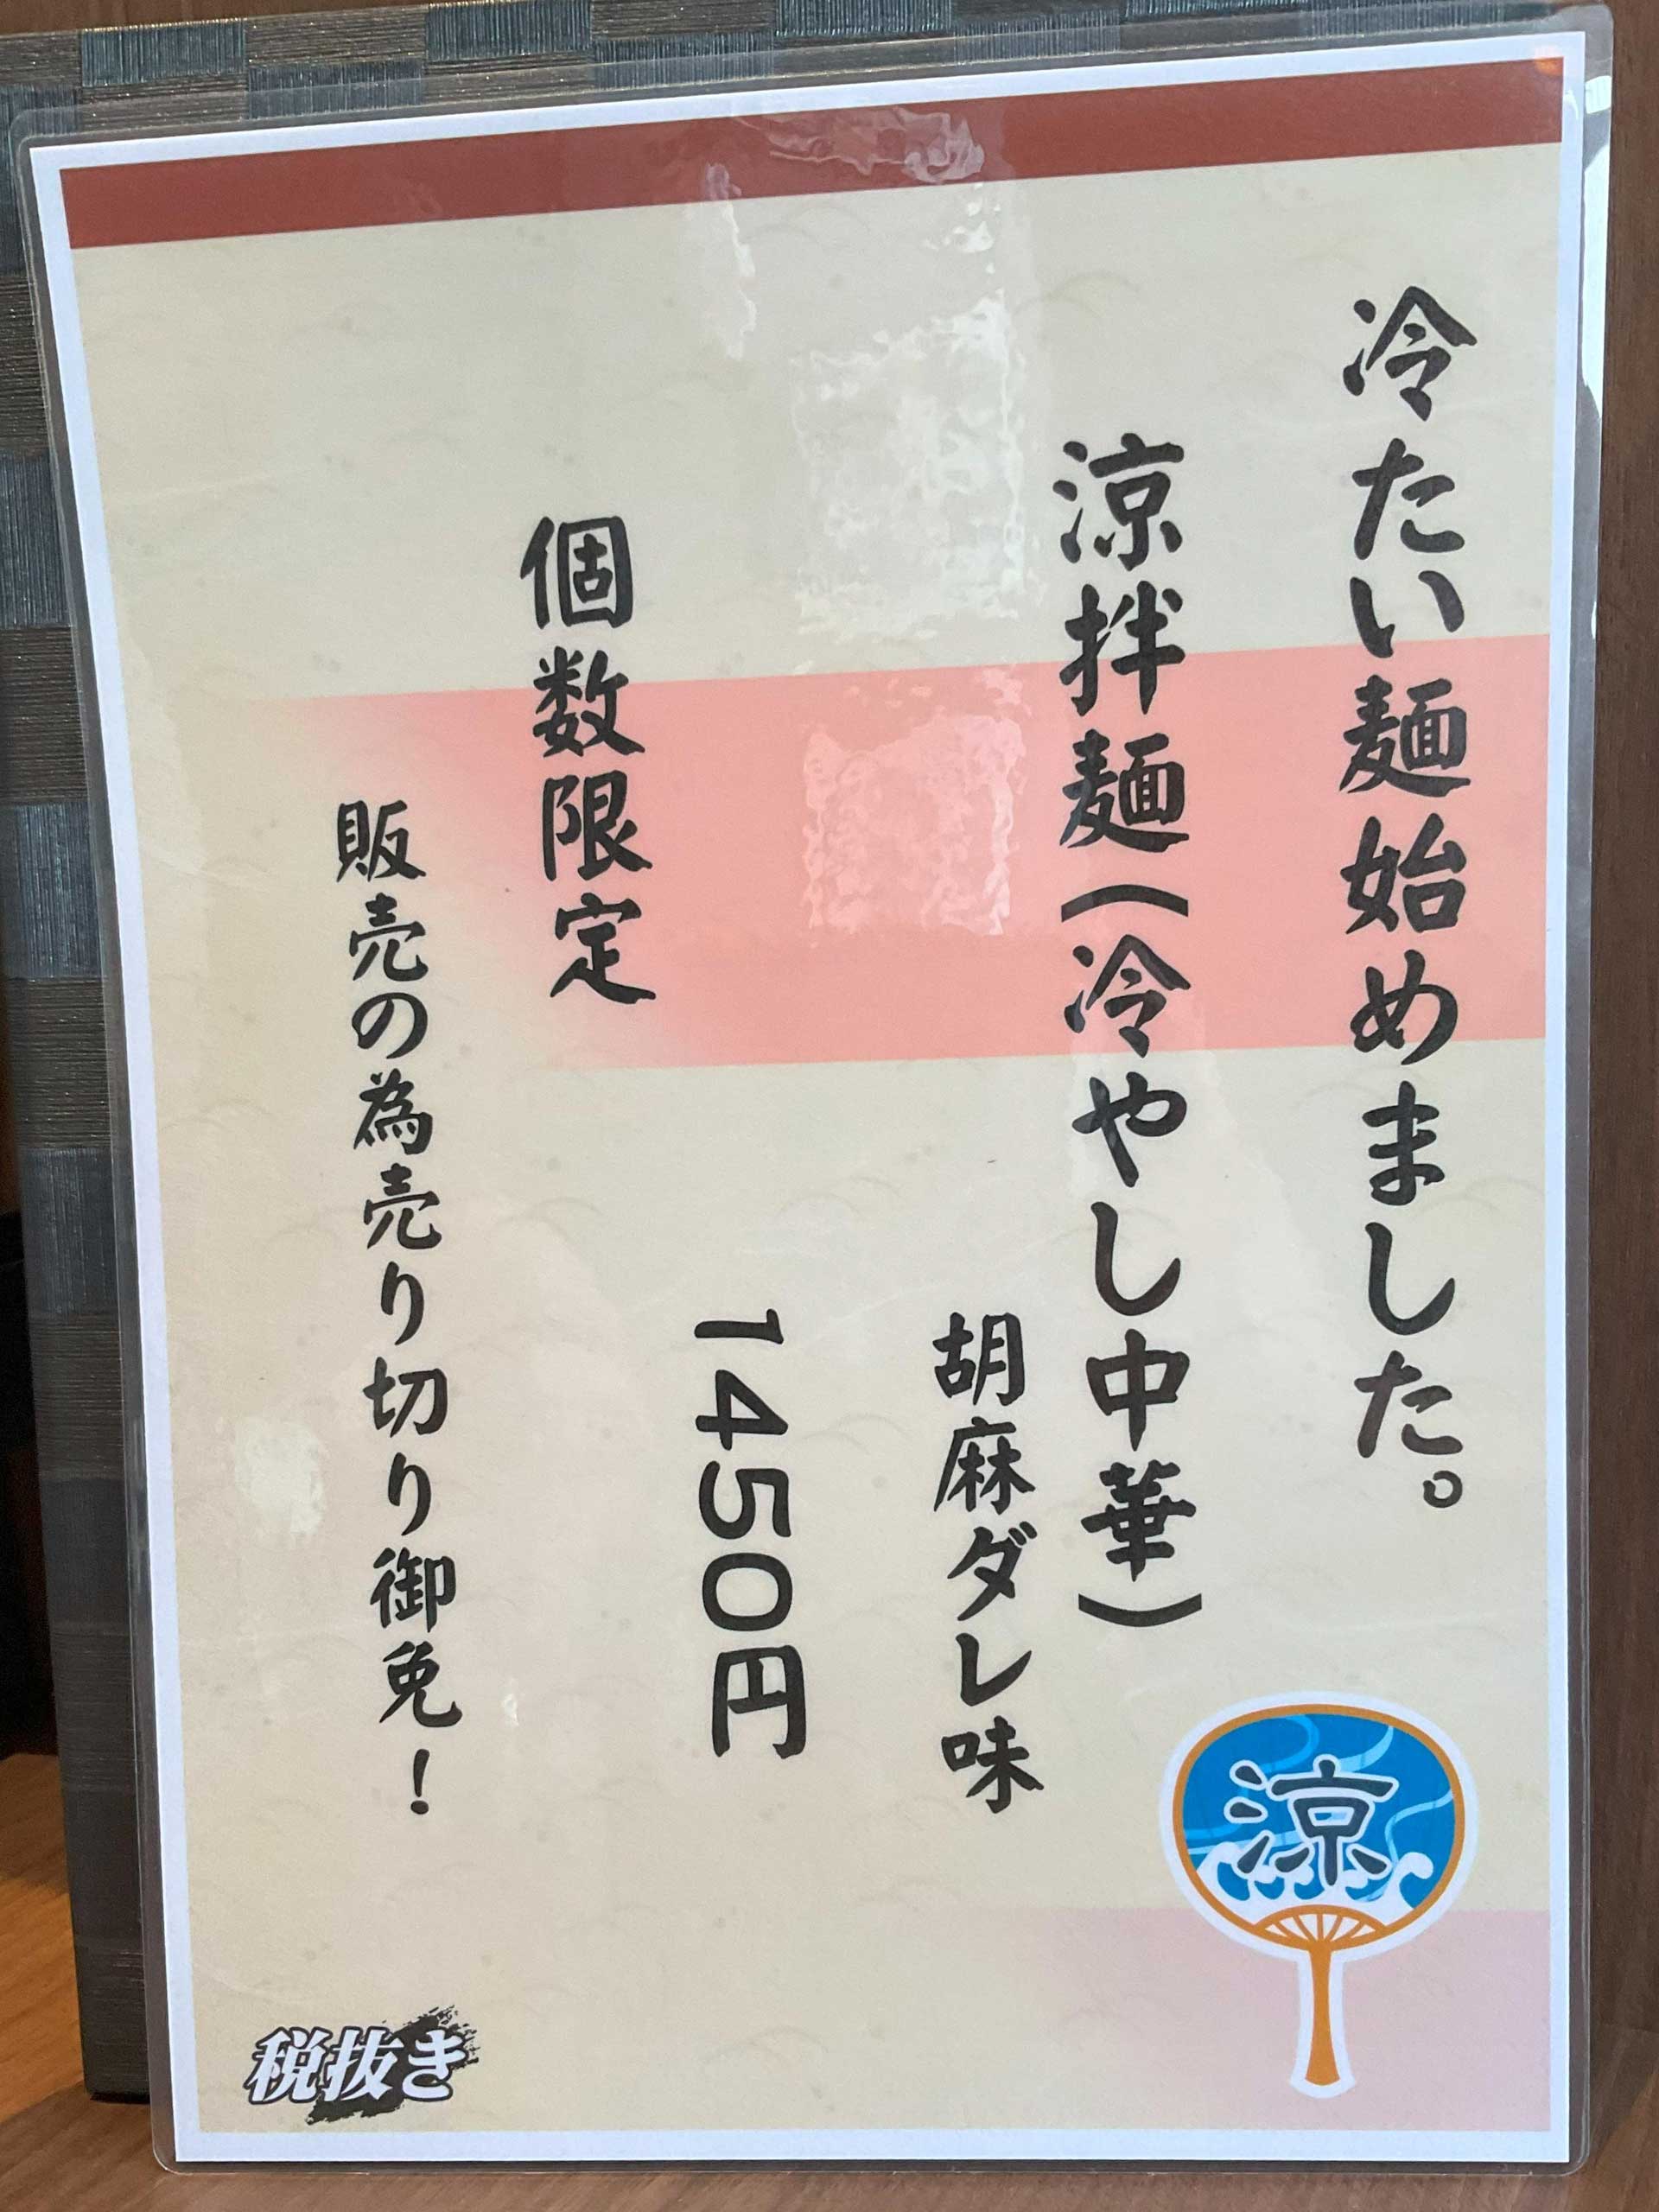 冷たい麺始めました。
涼拌麺(冷やし中華)
胡麻ダレ味
1450円
個数限定
販売の為売り切り御免!
涼
税抜き